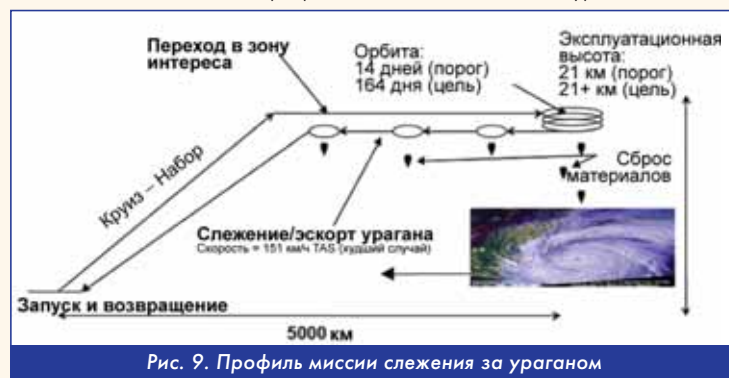 Переход в зону
интереса
Орбита:
14 дней (порог)
164 дня (цель)
Эксплуатационная
высота:
21 км (порог)
21+ км (цель)
Круиз – Набор
Сброс
материалов
Слежение/эскорт урагана
Скорость = 151 км/ч TAS (худший случай)
Запуск и возвращение
5000 км
Рис. 9. Профиль миссии слежения за ураганом